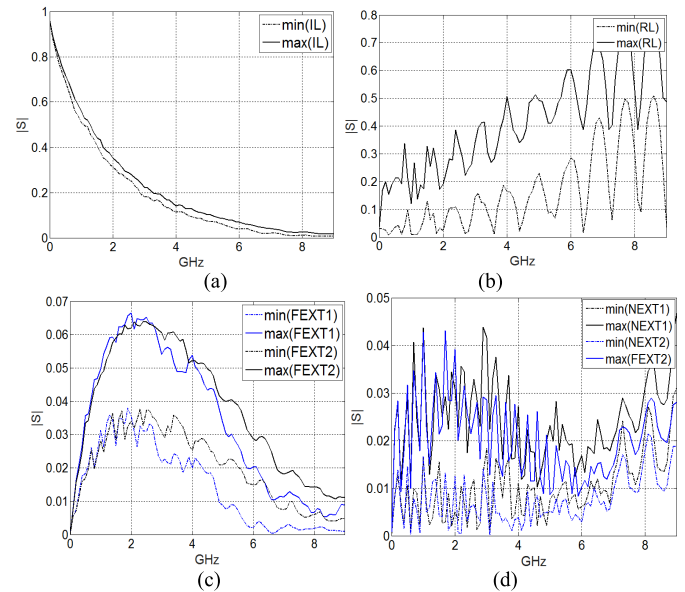 1
0.8
0.6
0.4
0.2
0
|S|
0 2 4 6 8
GHz
min(IL)
max(IL)
(a)
0.8
0.7
0.6
0.5
0.4
0.3
0.2
0.1
0
|S|
0 2 4 6 8
GHz
min(RL)
max(RL)
(b)
0.07
0.06
0.05
0.04
0.03
0.02
0.01
0
|S|
0 2 4 6 8
GHz
min(FEXT1)
max(FEXT1)
min(FEXT2)
max(FEXT2)
(c)
0.05
0.04
0.03
0.02
0.01
0
|S|
0 2 4 6 8
GHz
min(NEXT1)
max(NEXT1)
min(NEXT2)
max(FEXT2)
(d)